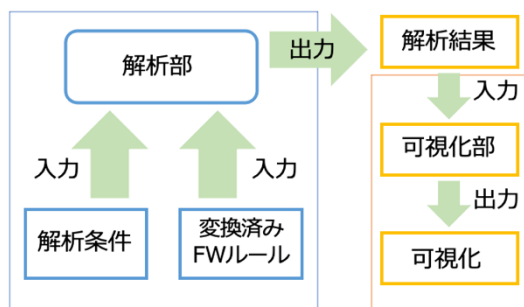 解析部
出力
解析結果
入力
入力
入力
可視化部
出力
解析条件
変換済み
FWルール
可視化